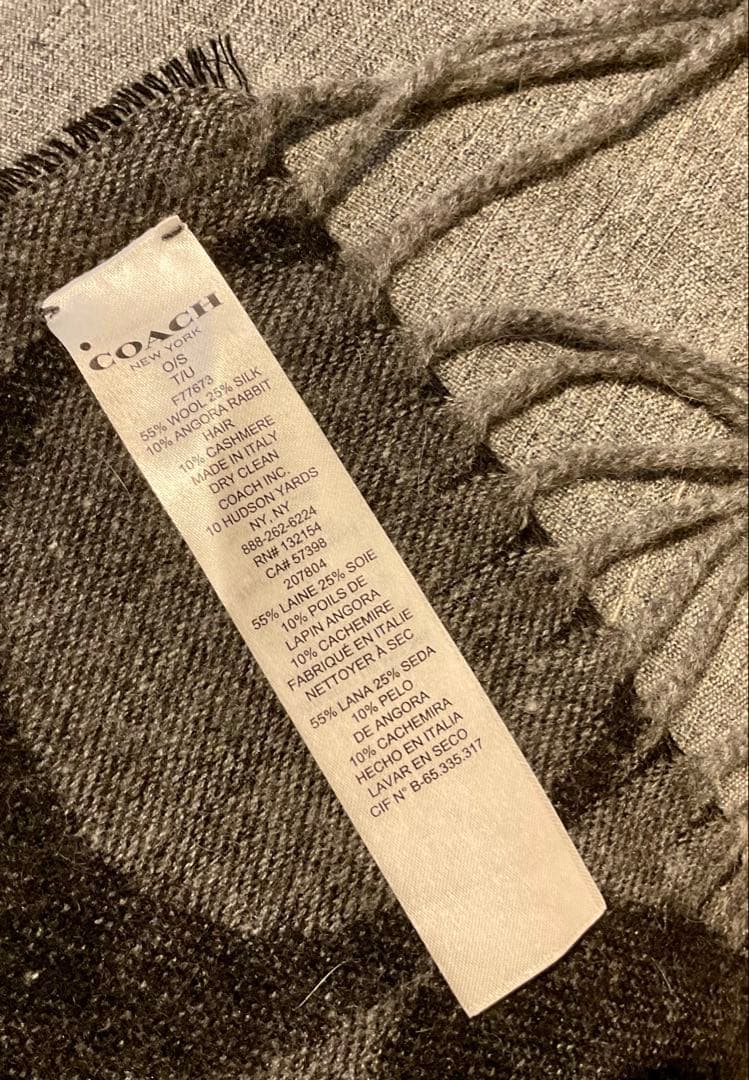 COACH
NEW YORK
O/S
T/U
F77873
55% WOOL 25% SILK
10% ANGORA RABBIT
HAIR
10% CASHMERE
MADE IN ITALY
DRY CLEAN
COACH INC.
10 HUDSON YARDS
NY, NY
888-262-6224
RN# 132154
CA# 57398
207804
55% LAINE 25% SOIE
10% POILS DE
LAPIN ANGORA
10% CACHEMIRE
FABRIQUÉ EN ITALIE
NETTOYER À SEC
55% LANA 25% SEDA
10% PELO
DE ANGORA
10% CACHEMIRA
HECHO EN ITALIA
LAVAR EN SECO
CIF N° B-65.335.317